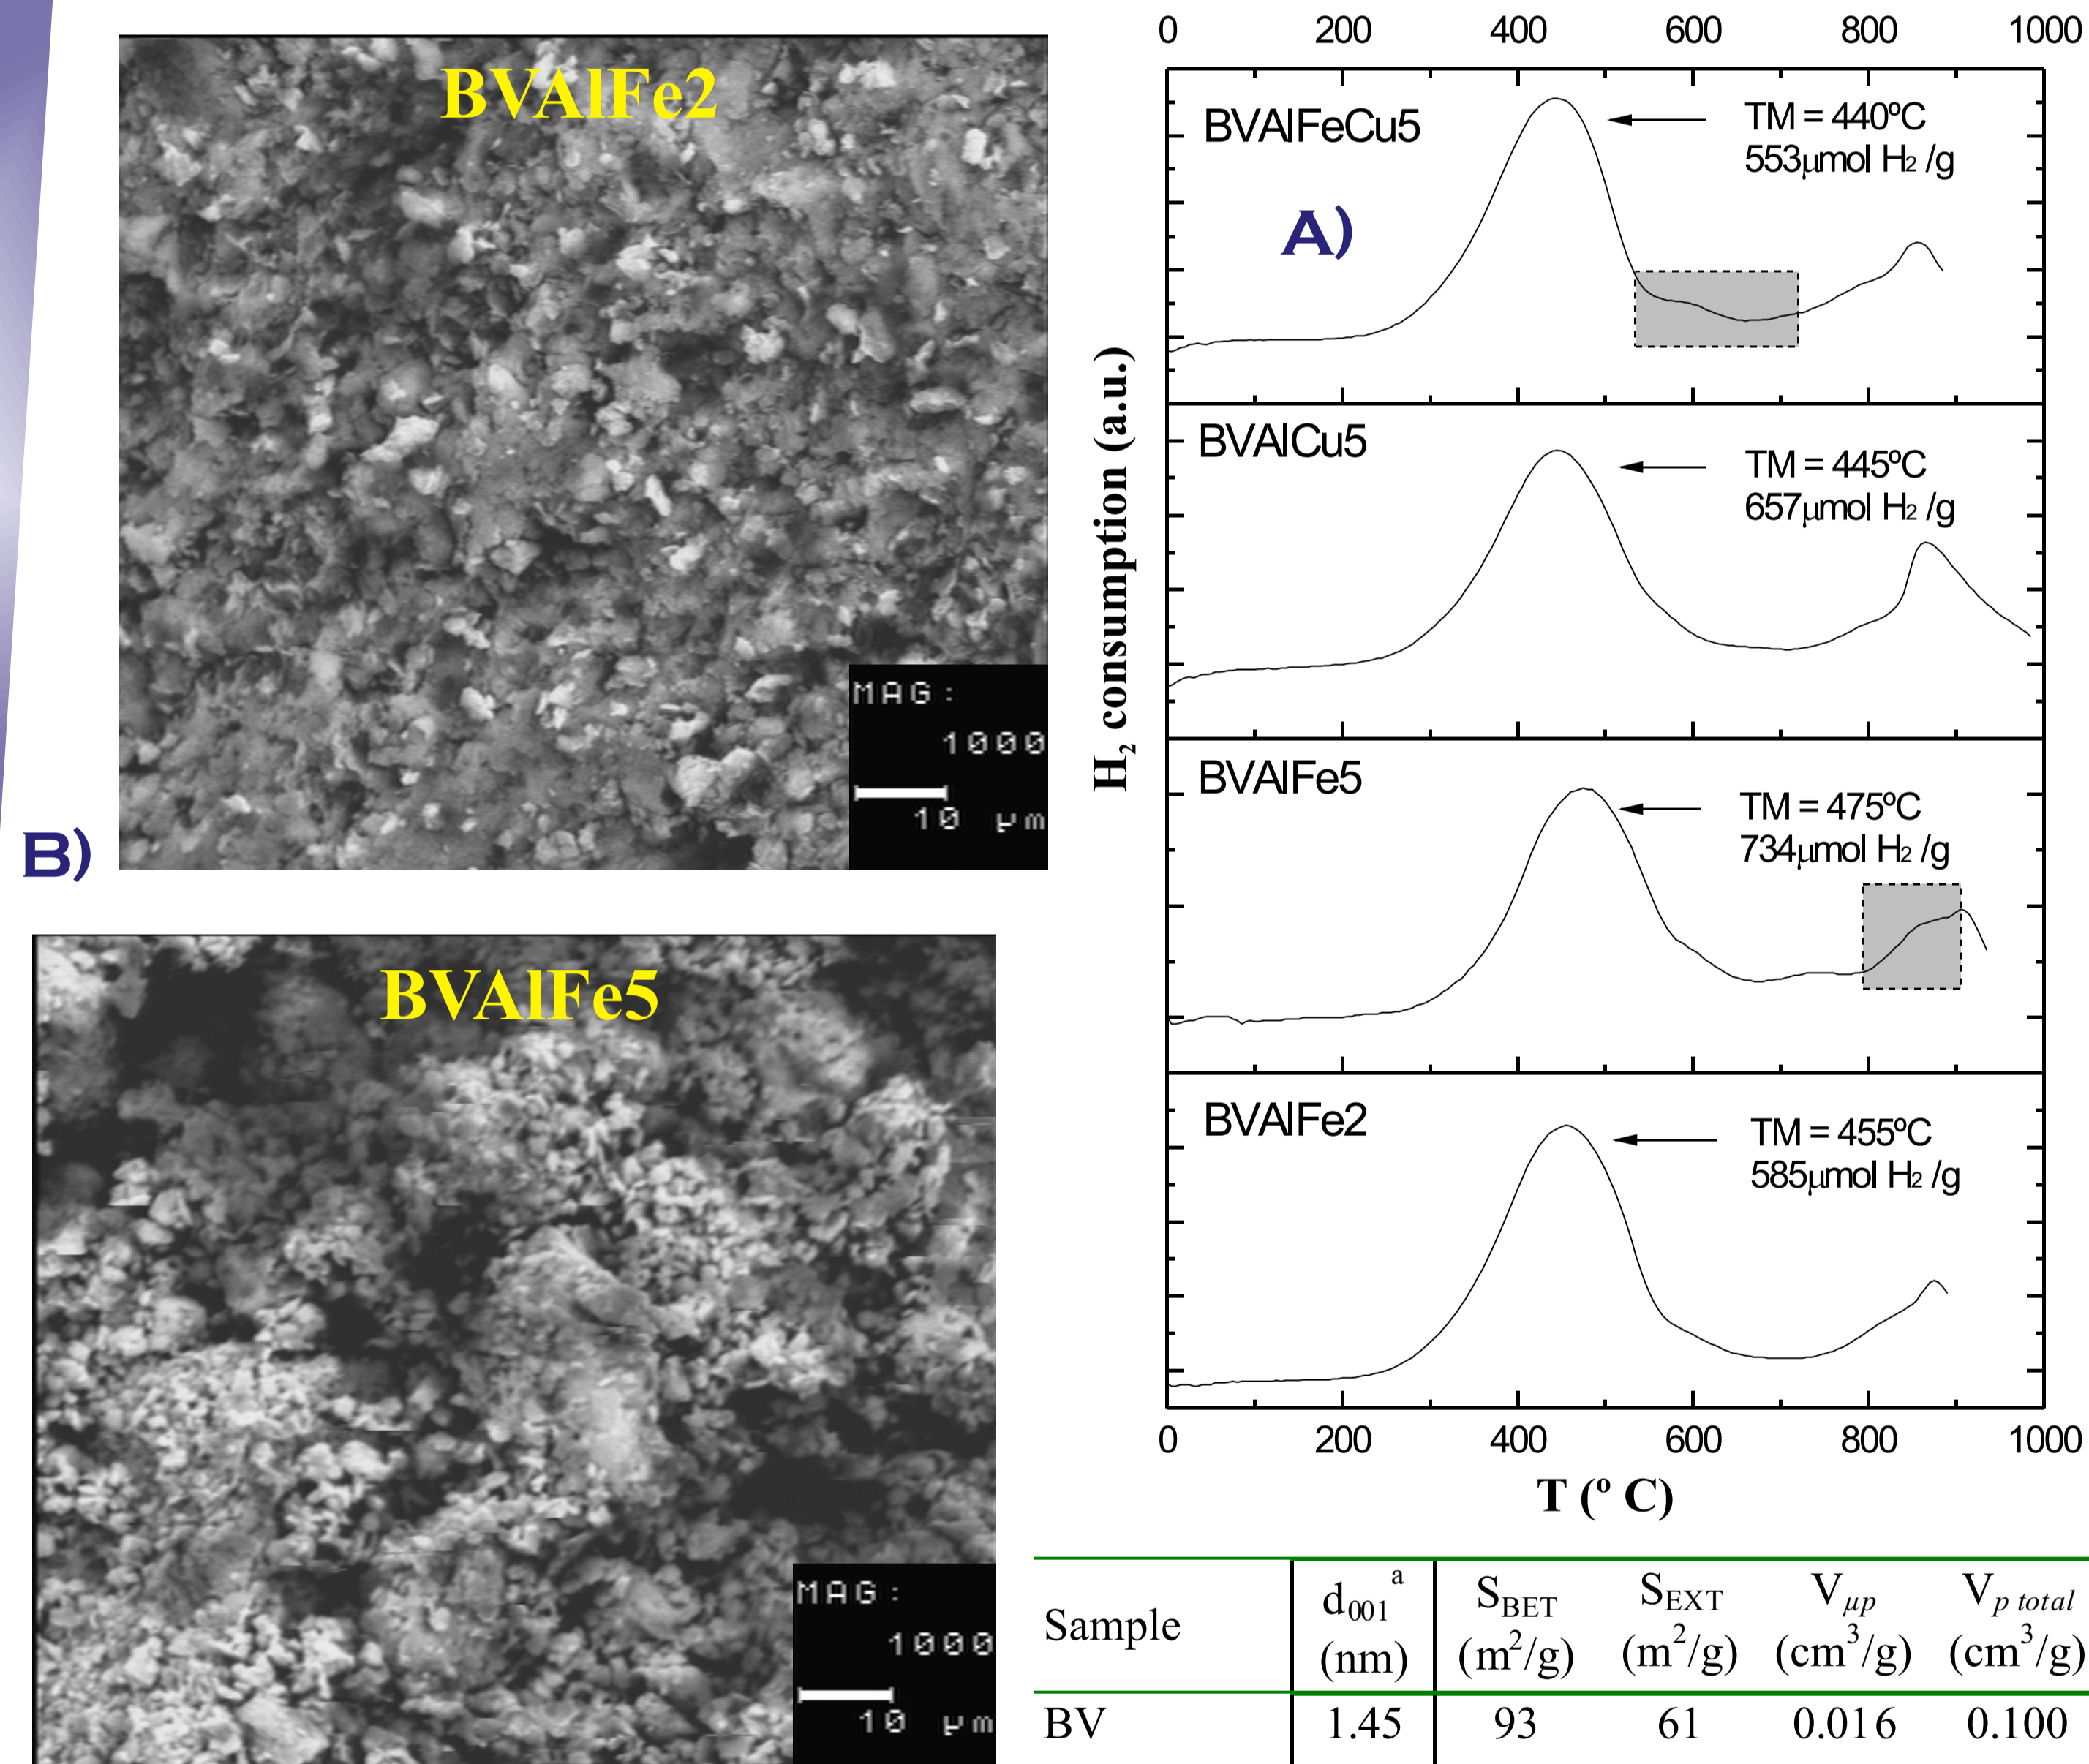 BVAlFe2
MAG:
1000
10 µm
B)
BVAlFe5
MAG:
1000
10 µm
0 200 400 600 800 1000
BVAlFeCu5
TM = 440ºC
553µmol H2 /g
A)
BVAlCu5
TM = 445ºC
657µmol H2 /g
BVAlFe5
TM = 475ºC
734µmol H2 /g
BVAlFe2
TM = 455ºC
585µmol H2 /g
H2 consumption (a.u.)
0 200 400 600 800 1000
T (º C)
Sample d001 a SBET SEXT Vµp Vp total
(nm) (m2/g) (m2/g) (cm3/g) (cm3/g)
BV 1.45 93 61 0.016 0.100